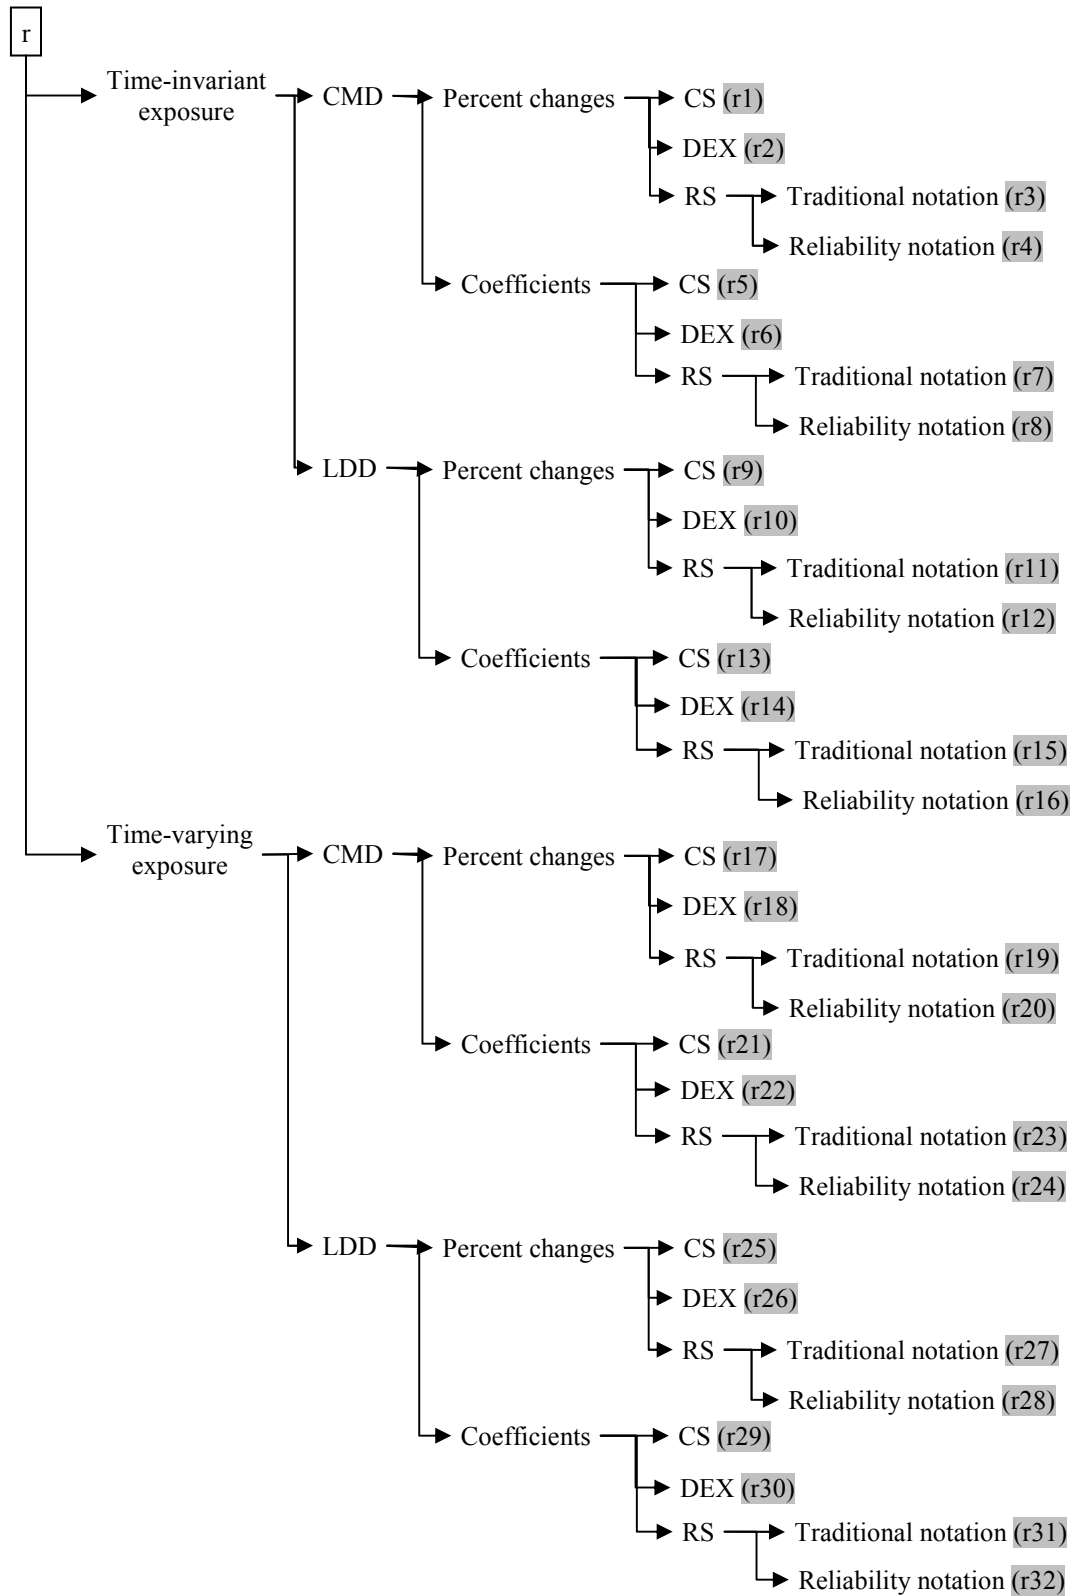 r
Time-invariant
exposure
CMD
Percent changes
CS (r1)
DEX (r2)
RS
Traditional notation (r3)
Reliability notation (r4)
Coefficients
CS (r5)
DEX (r6)
RS
Traditional notation (r7)
Reliability notation (r8)
LDD
Percent changes
CS (r9)
DEX (r10)
RS
Traditional notation (r11)
Reliability notation (r12)
Coefficients
CS (r13)
DEX (r14)
RS
Traditional notation (r15)
Reliability notation (r16)
Time-varying
exposure
CMD
Percent changes
CS (r17)
DEX (r18)
RS
Traditional notation (r19)
Reliability notation (r20)
Coefficients
CS (r21)
DEX (r22)
RS
Traditional notation (r23)
Reliability notation (r24)
LDD
Percent changes
CS (r25)
DEX (r26)
RS
Traditional notation (r27)
Reliability notation (r28)
Coefficients
CS (r29)
DEX (r30)
RS
Traditional notation (r31)
Reliability notation (r32)